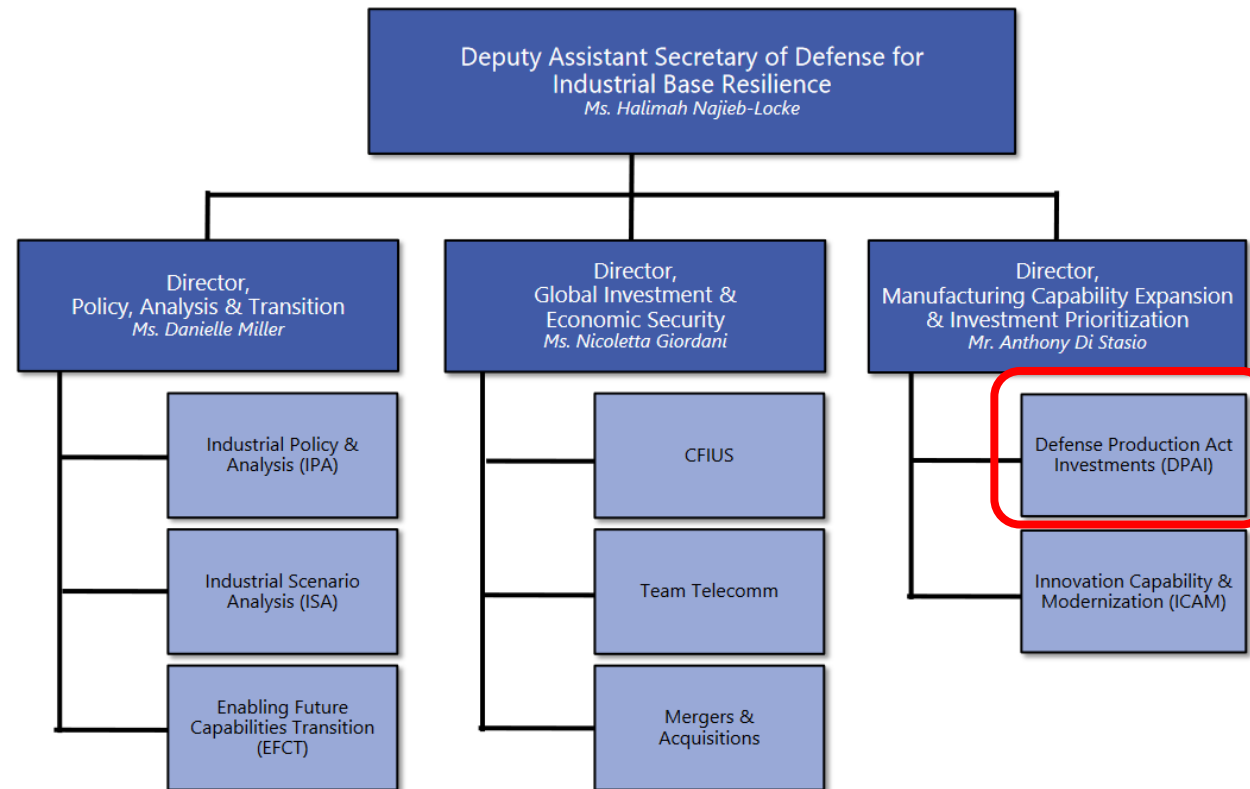 Deputy Assistant Secretary of Defense for
Industrial Base Resilience
Ms. Halimah Najieb-Locke
Director,
Policy, Analysis & Transition
Ms. Danielle Miller
Director,
Global Investment &
Economic Security
Ms. Nicoletta Giordani
Director,
Manufacturing Capability Expansion
& Investment Prioritization
Mr. Anthony Di Stasio
Industrial Policy &
Analysis (IPA)
Industrial Scenario
Analysis (ISA)
Enabling Future
Capabilities Transition
(EFCT)
CFIUS
Team Telecomm
Mergers &
Acquisitions
Defense Production Act
Investments (DPAI)
Innovation Capability &
Modernization (ICAM)